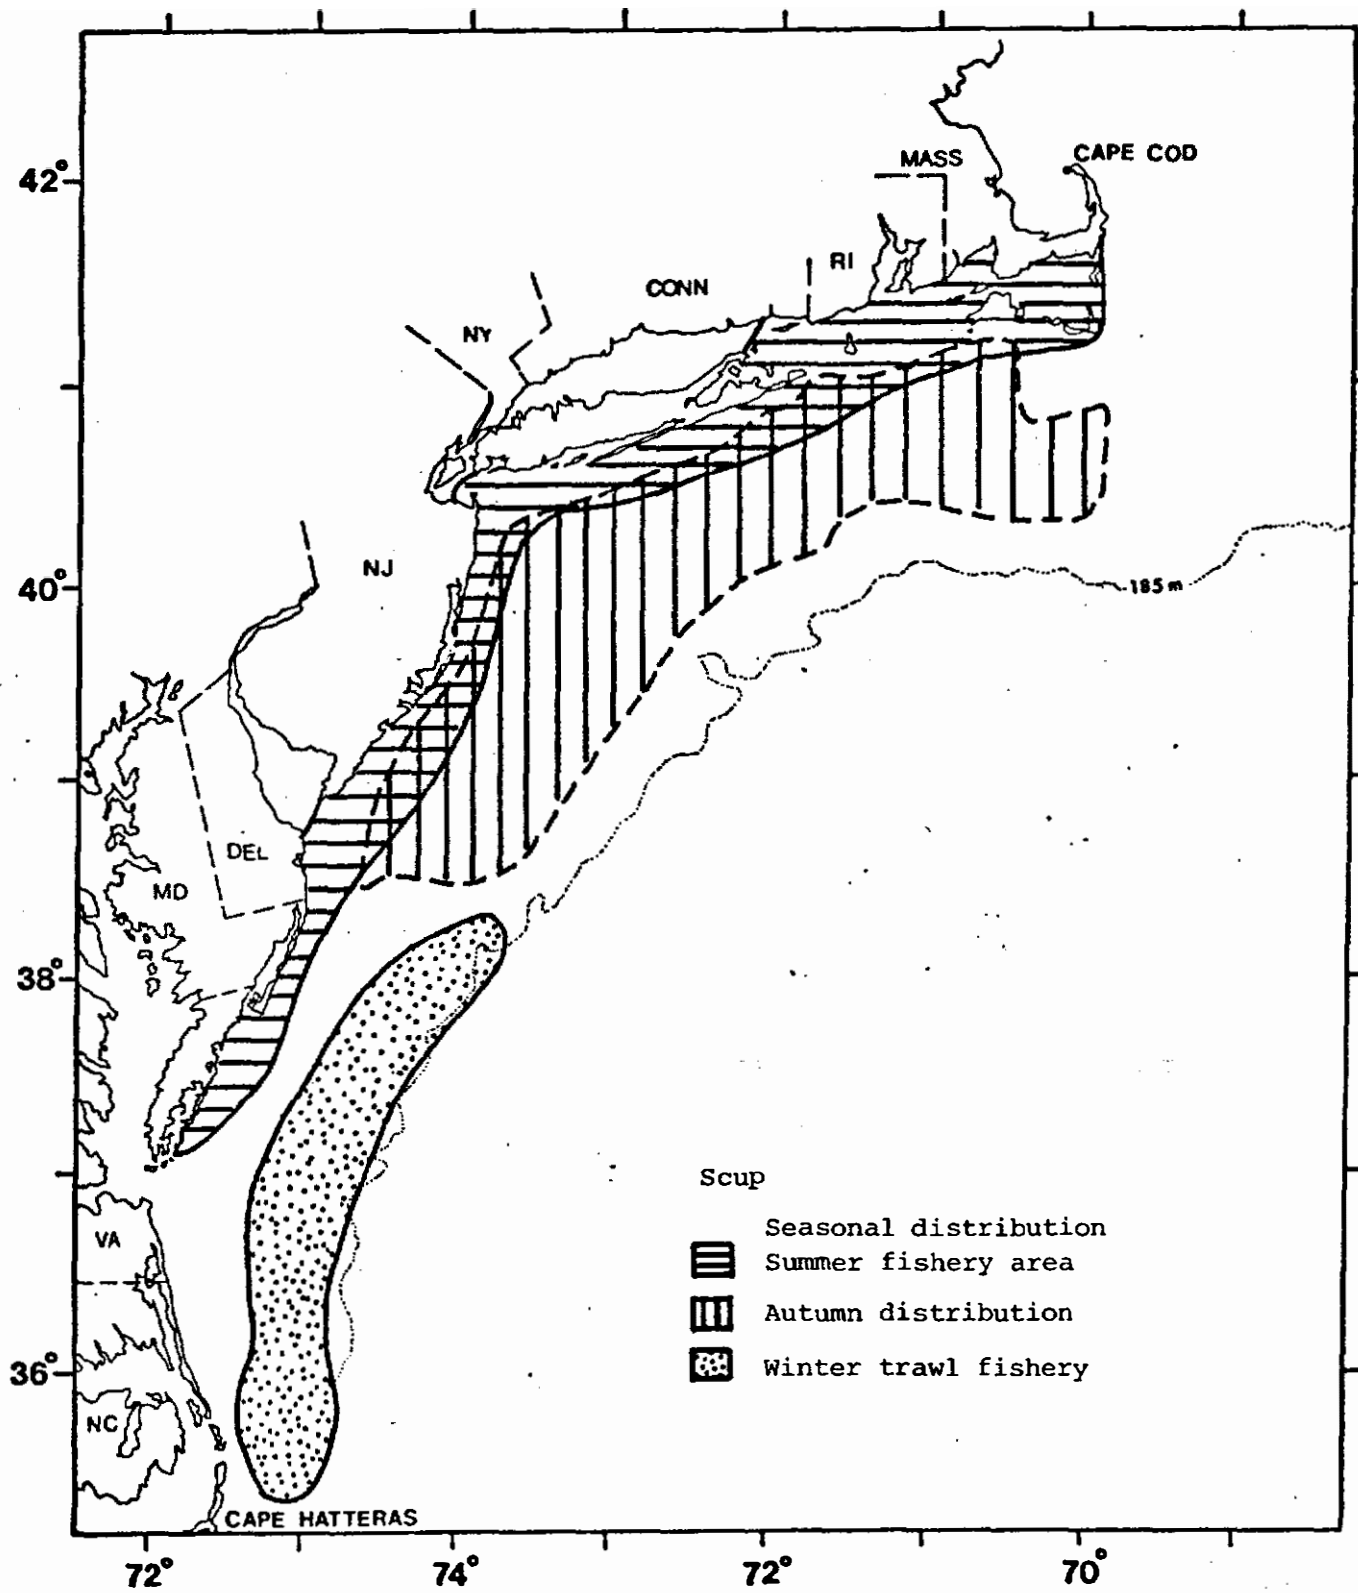 MASS
CAPE COD
42°
RI
CONN
NY
NJ
40°
185m
DEL
MD
38°
Scup
Seasonal distribution
Summer fishery area
VA
Autumn distribution
36°
Winter trawl fishery
NC
CAPE HATTERAS
72° 74° 72° 70°